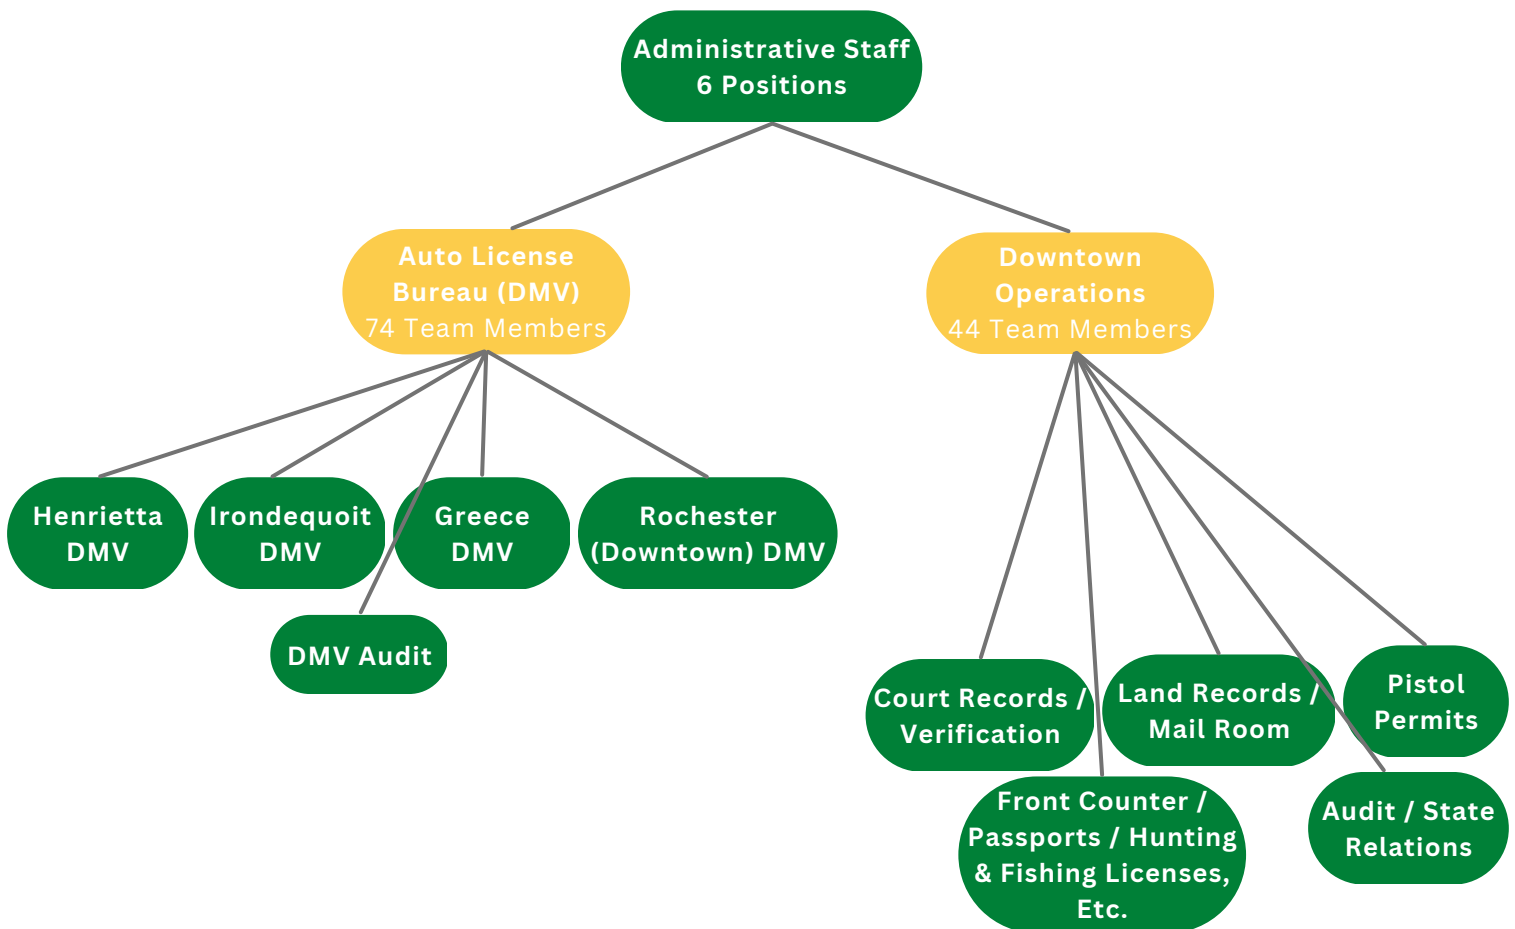 Administrative Staff
6 Positions
Auto License
Bureau (DMV)
74 Team Members
Downtown
Operations
44 Team Members
Henrietta
DMV
Irondequoit
DMV
Greece
DMV
Rochester
(Downtown) DMV
DMV Audit
Court Records /
Verification
Land Records /
Mail Room
Pistol
Permits
Front Counter /
Passports / Hunting
& Fishing Licenses,
Etc.
Audit / State
Relations